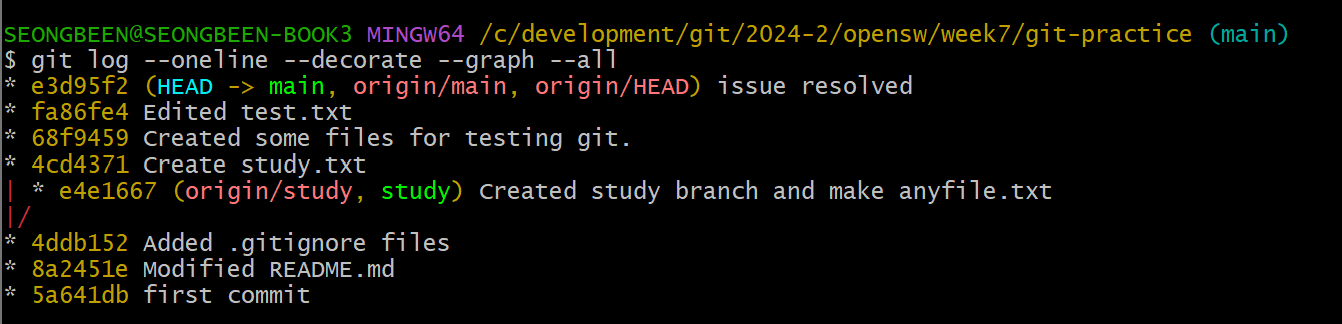 SEONGBEEN@SEONGBEEN-BOOK3 MINGW64 /c/development/git/2024-2/opensw/week7/git-practice (main)
$ git log --oneline --decorate --graph --all
* e3d95f2 (HEAD -> main, origin/main, origin/HEAD) issue resolved
* fa86fe4 Edited test.txt
* 68f9459 Created some files for testing git.
* 4cd4371 Create study.txt
| * e4e1667 (origin/study, study) Created study branch and make anyfile.txt
|/
* 4ddb152 Added .gitignore files
* 8a2451e Modified README.md
* 5a641db first commit